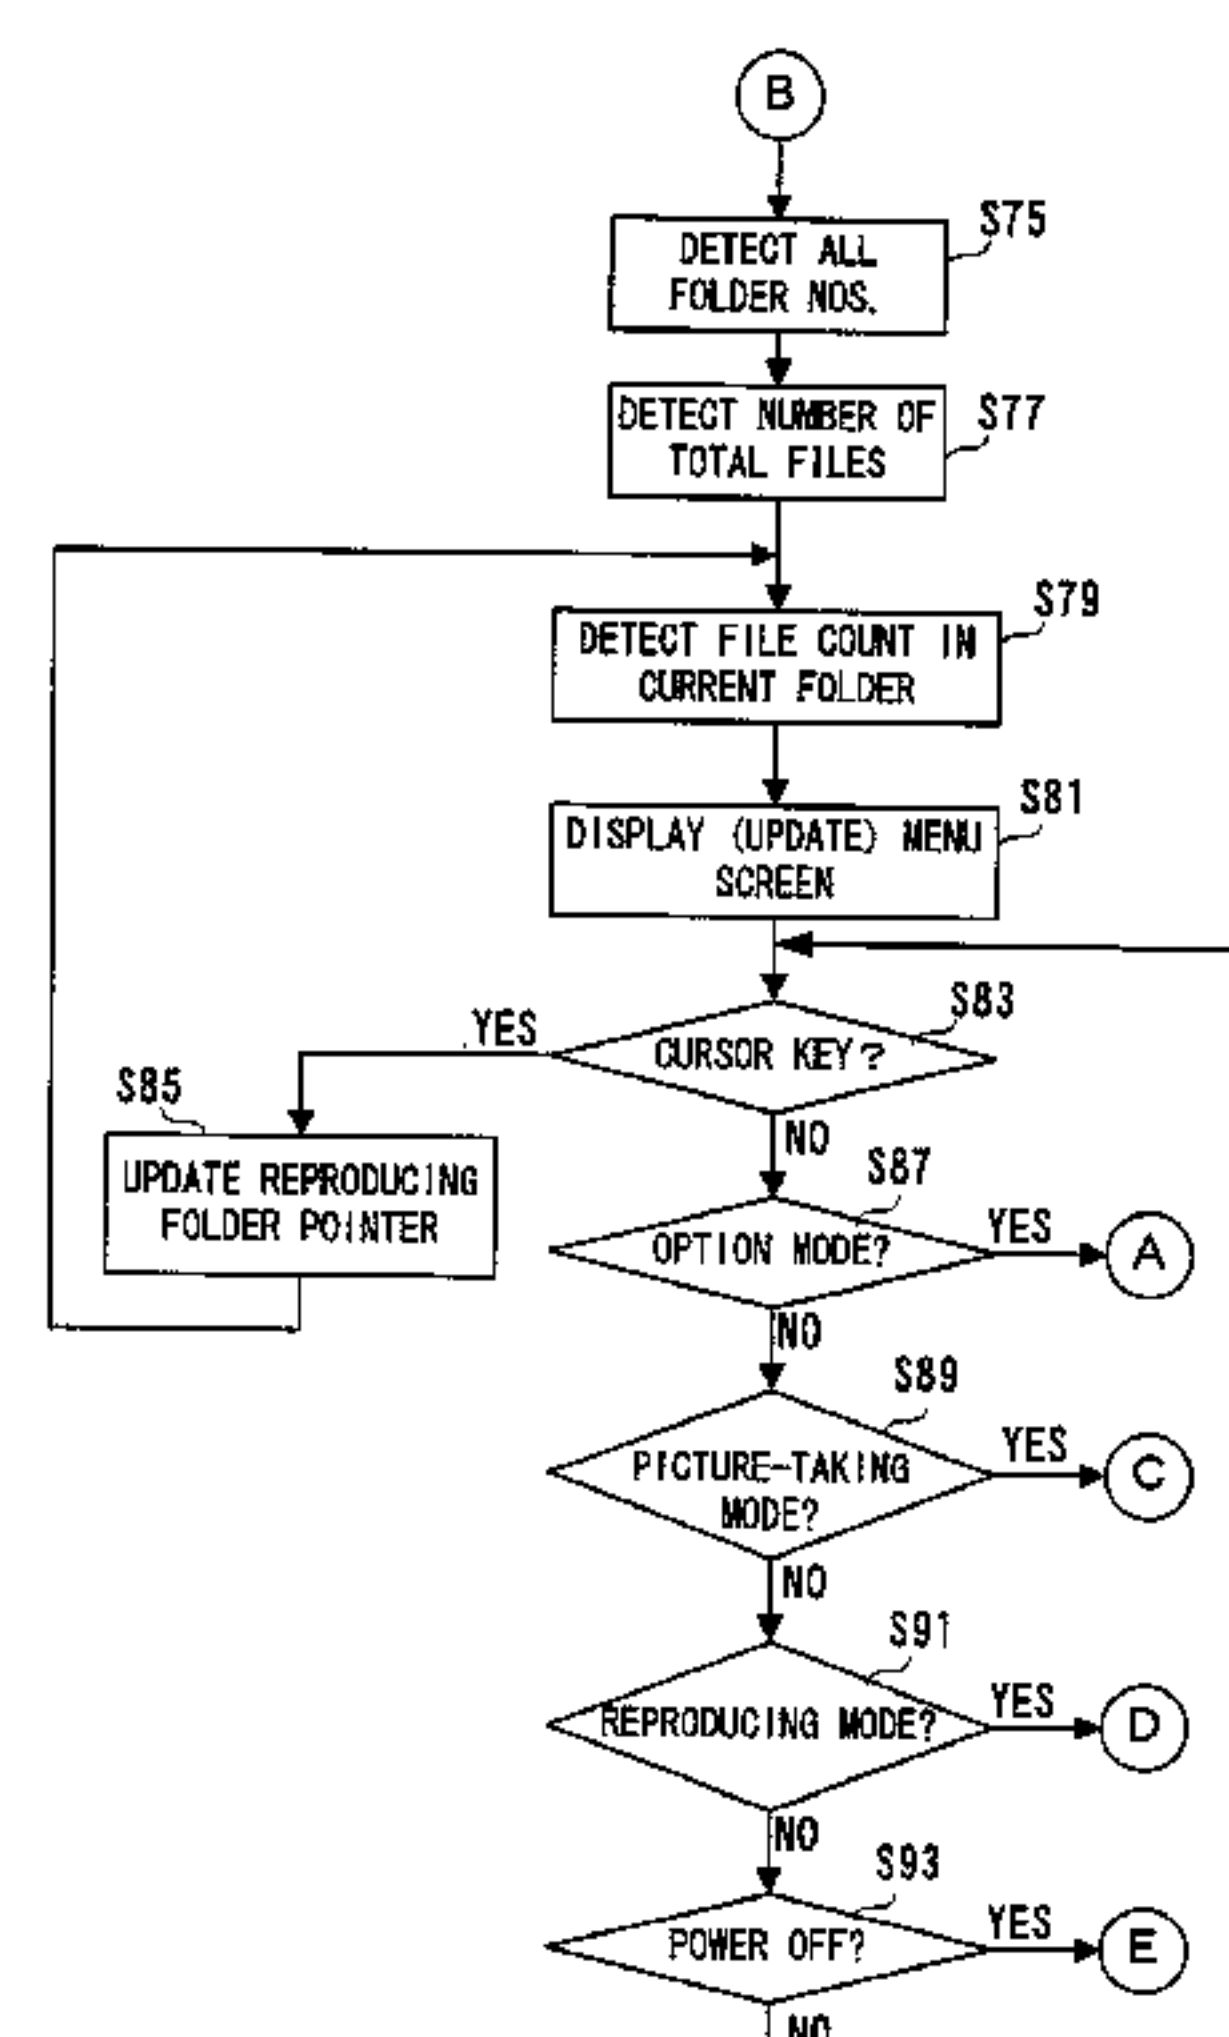 B
S75
DETECT ALL
FOLDER NOS.
S77
DETECT NUMBER OF
TOTAL FILES
S79
DETECT FILE COUNT IN
CURRENT FOLDER
S81
DISPLAY (UPDATE) MENU
SCREEN
S83
YES
CURSOR KEY?
S85
NO
UPDATE REPRODUCING
FOLDER POINTER
S87
YES
OPTION MODE?
A
NO
S89
YES
PICTURE-TAKING
MODE?
C
NO
S91
YES
REPRODUCING MODE?
D
NO
S93
YES
POWER OFF?
E
NO